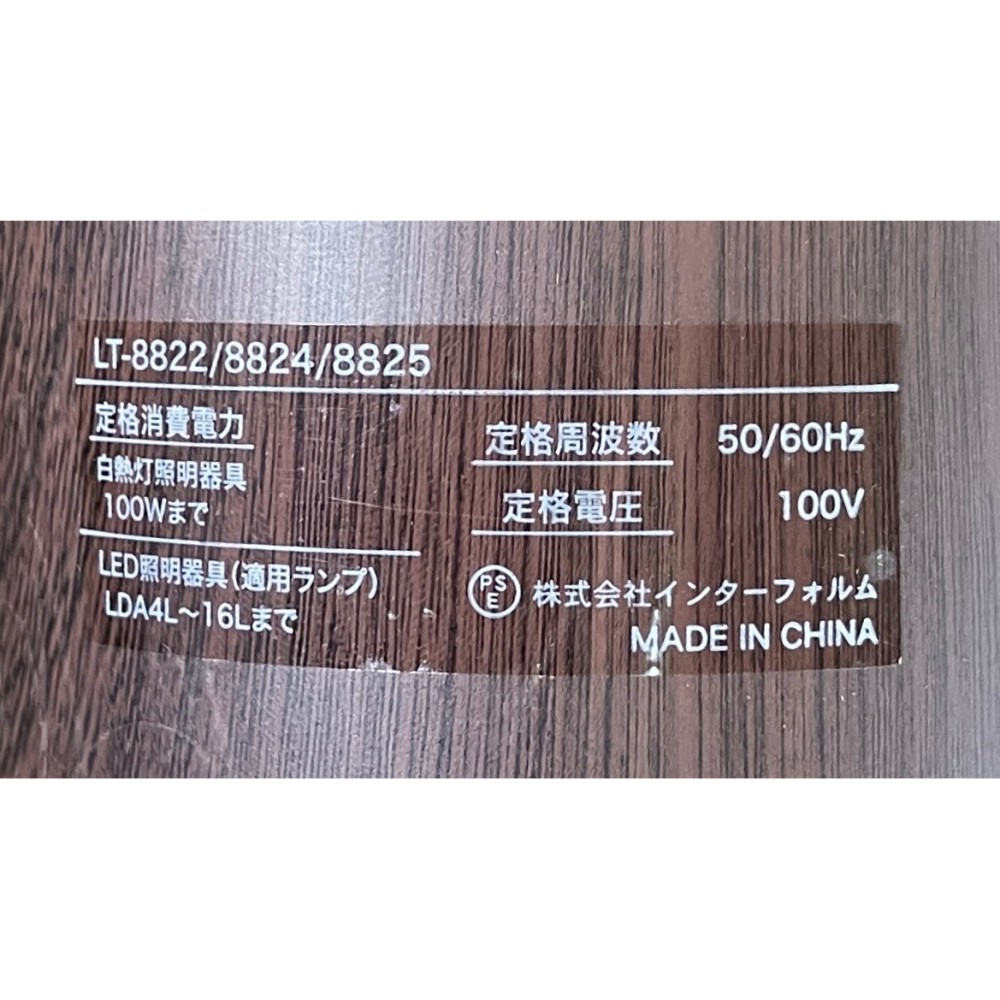 LT-8822/8824/8825
定格消費電力
白熱灯照明器具
100Wまで
LED照明器具(適用ランプ)
LDA4L～16Lまで
定格周波数 50/60Hz
定格電圧 100V
PSE 株式会社インターフォルム
MADE IN CHINA